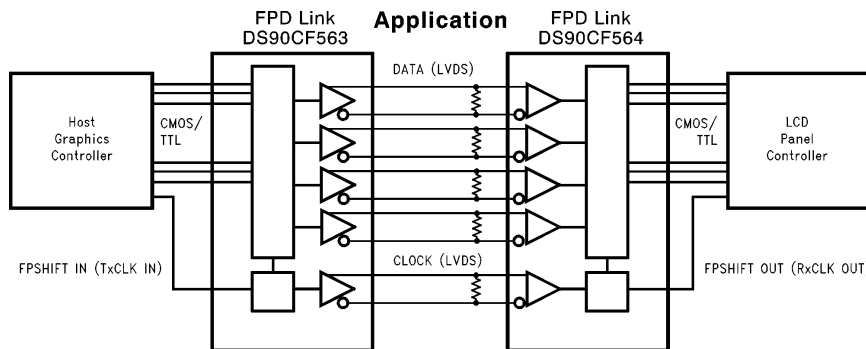 Application
FPD Link
DS90CF563
FPD Link
DS90CF564
DATA (LVDS)
Host
Graphics
Controller
CMOS/
TTL
CMOS/
TTL
LCD
Panel
Controller
FPSHIFT IN (TxCLK IN)
CLOCK (LVDS)
FPSHIFT OUT (RxCLK OUT